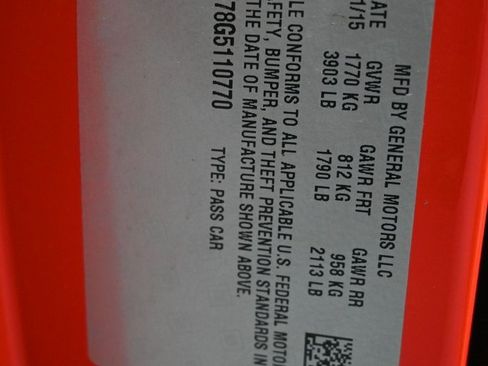 MFD BY GENERAL MOTORS LLC
ATE GVWR GAWR FRT GAWR RR
1/15 1770 KG 812 KG 958 KG
3903 LB 1790 LB 2113 LB
LE CONFORMS TO ALL APPLICABLE U.S. FEDERAL MOTO
AFETY, BUMPER, AND THEFT PREVENTION STANDARDS IN
THE DATE OF MANUFACTURE SHOWN ABOVE.
78G5110770 TYPE: PASS CAR